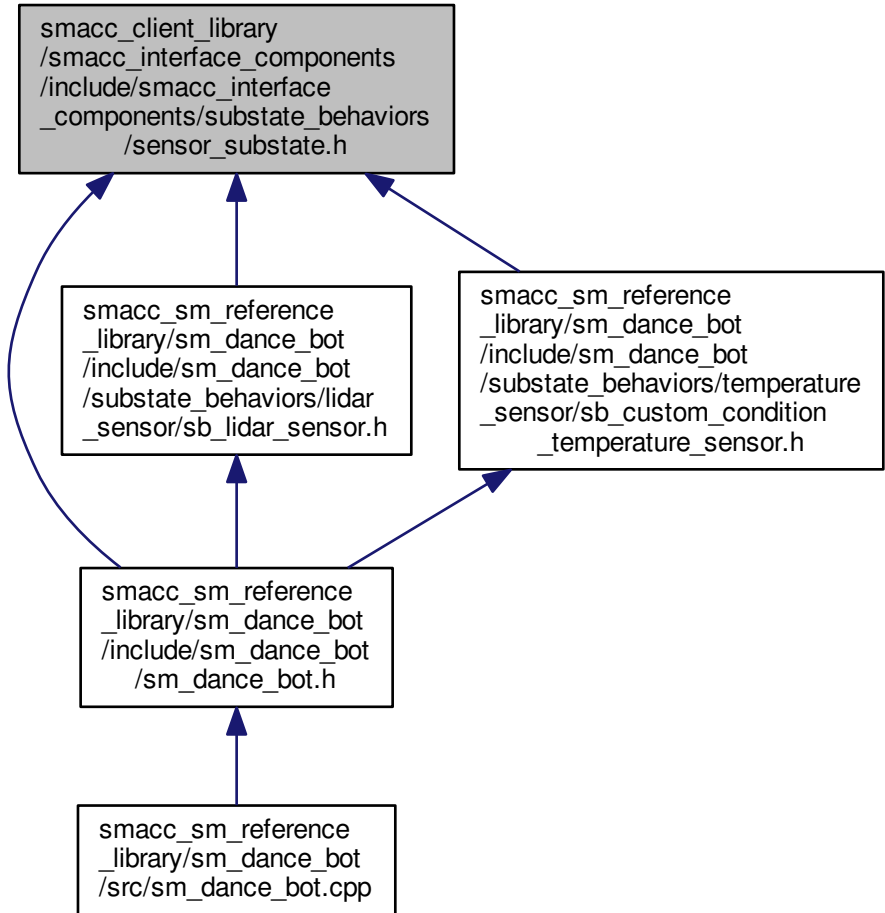 smacc_client_library
/smacc_interface_components
/include/smacc_interface
_components/substate_behaviors
/sensor_substate.h
smacc_sm_reference
_library/sm_dance_bot
/include/sm_dance_bot
/substate_behaviors/lidar
_sensor/sb_lidar_sensor.h
smacc_sm_reference
_library/sm_dance_bot
/include/sm_dance_bot
/substate_behaviors/temperature
_sensor/sb_custom_condition
_temperature_sensor.h
smacc_sm_reference
_library/sm_dance_bot
/include/sm_dance_bot
/sm_dance_bot.h
smacc_sm_reference
_library/sm_dance_bot
/src/sm_dance_bot.cpp